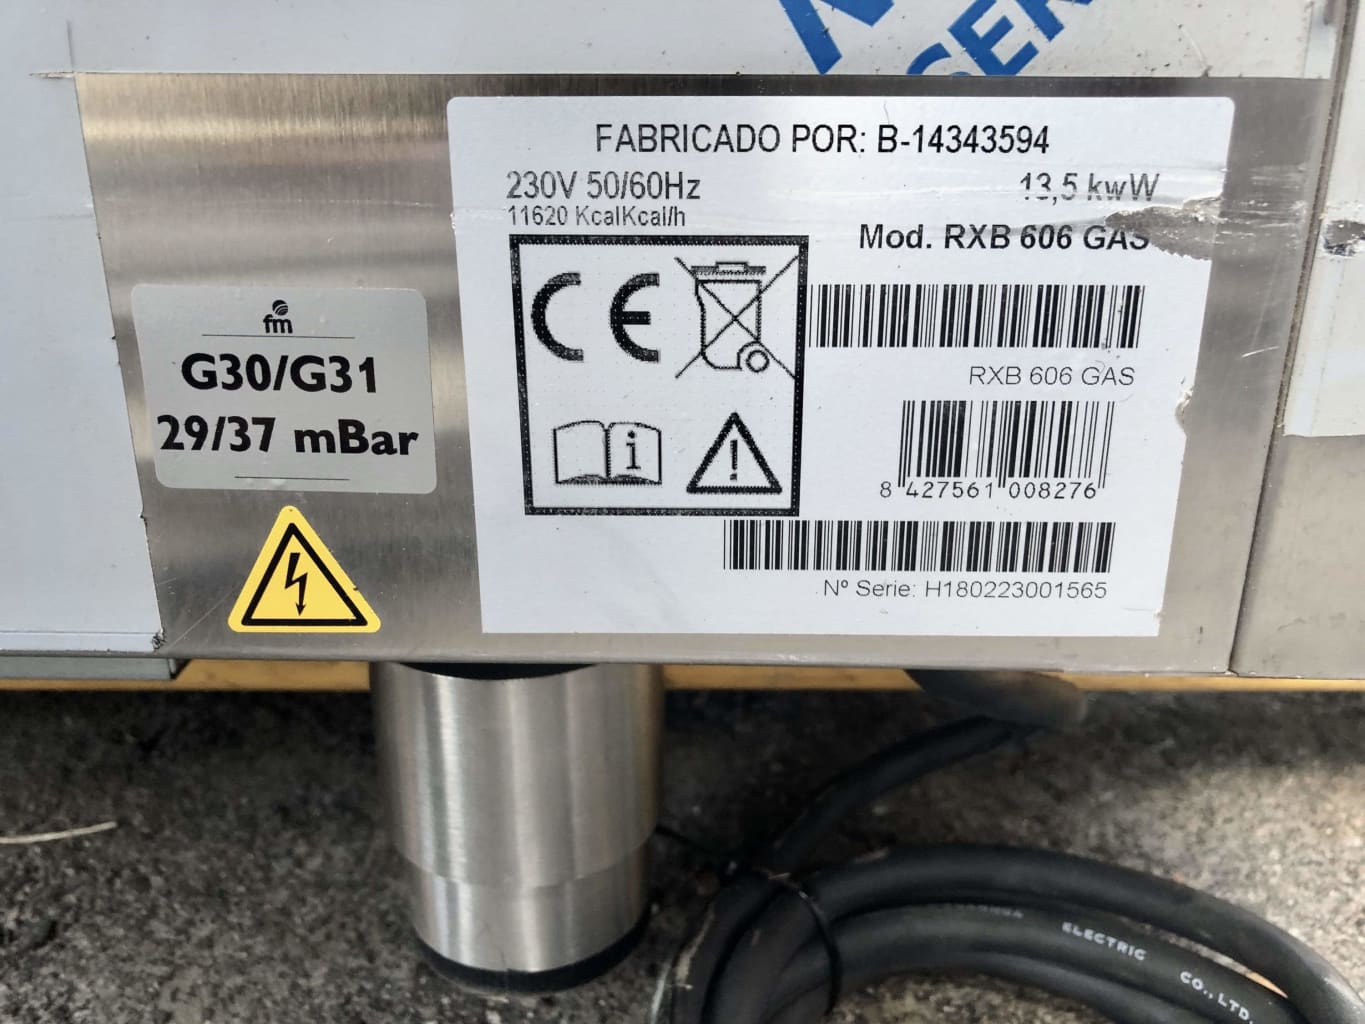 FABRICADO POR: B-14343594
230V 50/60Hz
13,5 kwW
11620 KcalKcal/h
Mod. RXB 606 GAS
CE
RXB 606 GAS
8 427561 008276
Nº Serie: H180223001565
fm
G30/G31
29/37 mBar
ELECTRIC CO., LTD.